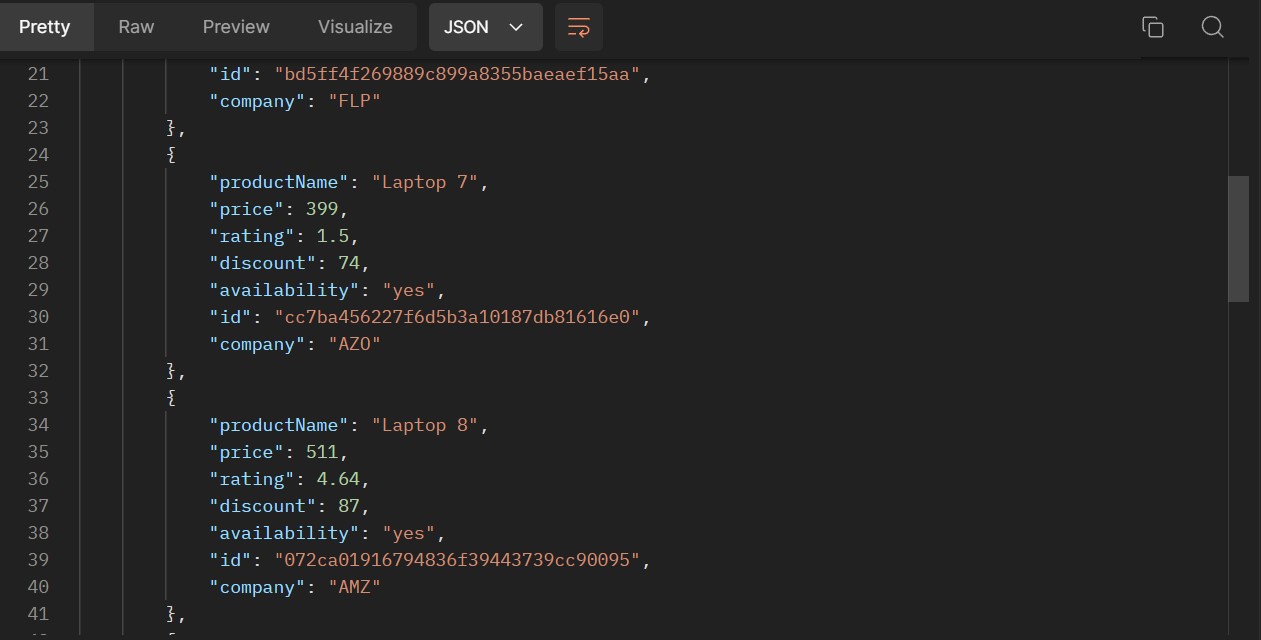 Pretty Raw Preview Visualize JSON
21 "id": "bd5ff4f269889c899a8355baeaef15aa",
22 "company": "FLP"
23 },
24 {
25 "productName": "Laptop 7",
26 "price": 399,
27 "rating": 1.5,
28 "discount": 74,
29 "availability": "yes",
30 "id": "cc7ba456227f6d5b3a10187db81616e0",
31 "company": "AZO"
32 },
33 {
34 "productName": "Laptop 8",
35 "price": 511,
36 "rating": 4.64,
37 "discount": 87,
38 "availability": "yes",
39 "id": "072ca01916794836f39443739cc90095",
40 "company": "AMZ"
41 },